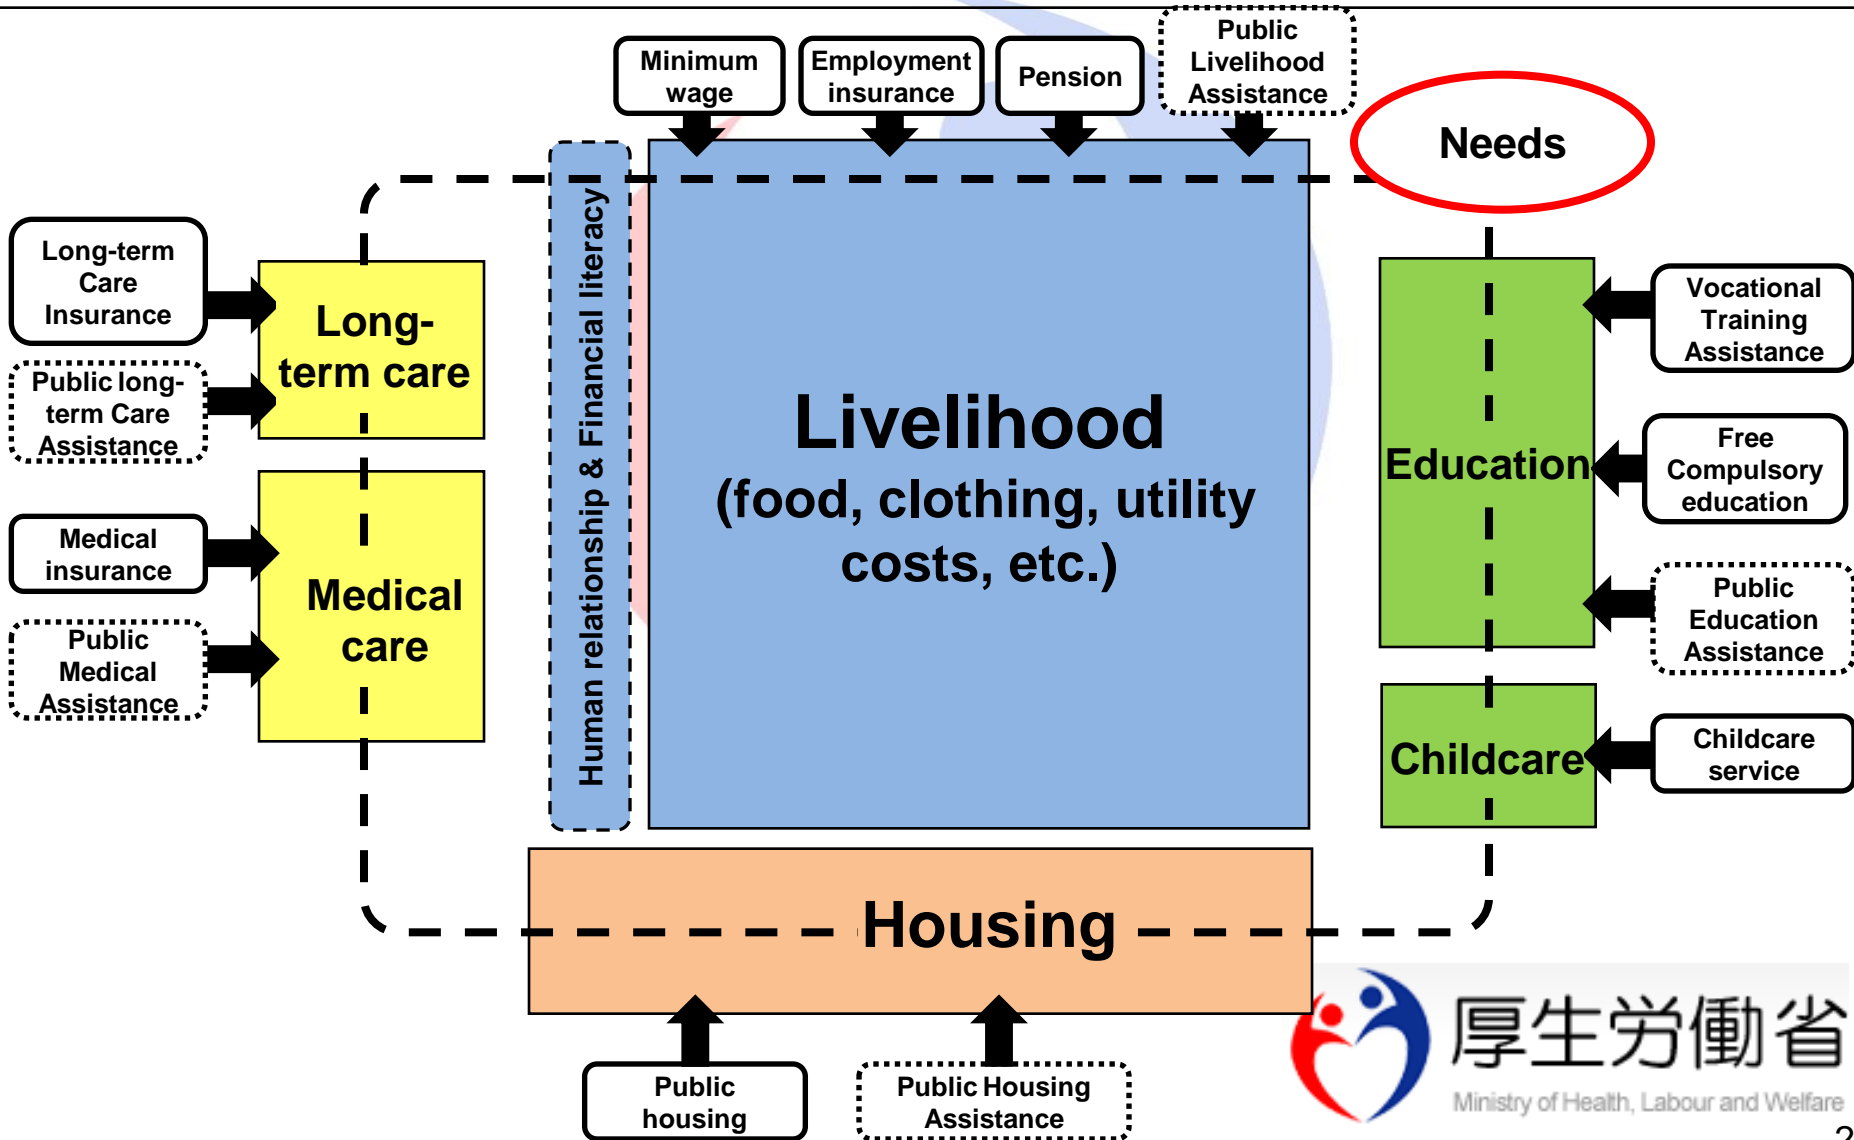 Minimum
wage
Employment
insurance
Pension
Public
Livelihood
Assistance
Needs
Long-term
Care
Insurance
Public long-
term Care
Assistance
Medical
insurance
Public
Medical
Assistance
Long-
term care
Medical
care
Human relationship & Financial literacy
Livelihood
(food, clothing, utility
costs, etc.)
Education
Childcare
Vocational
Training
Assistance
Free
Compulsory
education
Public
Education
Assistance
Childcare
service
Housing
Public
housing
Public Housing
Assistance
厚生労働省
Ministry of Health, Labour and Welfare
2